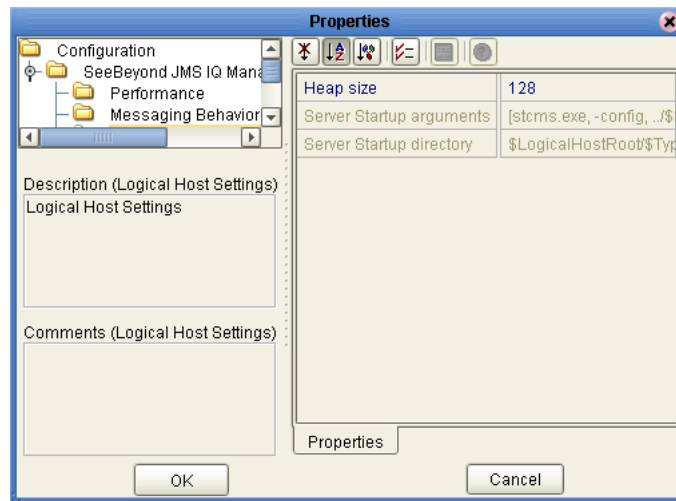 Properties
Configuration
SeeBeyond JMS IQ Mana
Performance
Messaging Behavior
Description (Logical Host Settings)
Logical Host Settings
Comments (Logical Host Settings)
Heap size 128
Server Startup arguments [stcms.exe, -config, ../$
Server Startup directory $LogicalHostRoot/$Typ
Properties
OK
Cancel